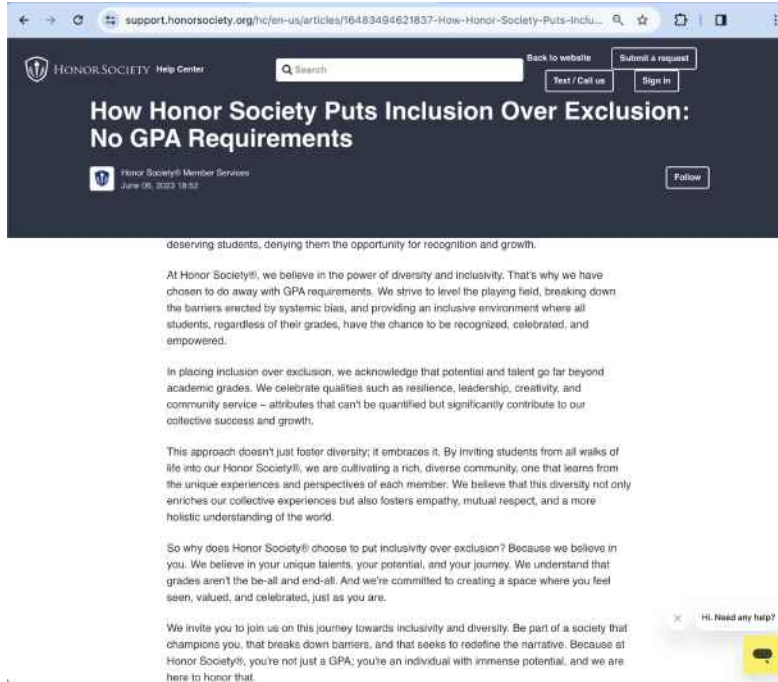 support.honorsociety.org/hc/en-us/articles/16483494621837-How-Honor-Society-Puts-Inclu...
HONOR SOCIETY Help Center
Search
Back to website
Submit a request
Text / Call us
Sign in
How Honor Society Puts Inclusion Over Exclusion:
No GPA Requirements
Honor Society® Member Services
June 06, 2023 18:52
Follow
deserving students, denying them the opportunity for recognition and growth.
At Honor Society®, we believe in the power of diversity and inclusivity. That's why we have
chosen to do away with GPA requirements. We strive to level the playing field, breaking down
the barriers erected by systemic bias, and providing an inclusive environment where all
students, regardless of their grades, have the chance to be recognized, celebrated, and
empowered.
In placing inclusion over exclusion, we acknowledge that potential and talent go far beyond
academic grades. We celebrate qualities such as resilience, leadership, creativity, and
community service – attributes that can't be quantified but significantly contribute to our
collective success and growth.
This approach doesn't just foster diversity; it embraces it. By inviting students from all walks of
life into our Honor Society®, we are cultivating a rich, diverse community, one that learns from
the unique experiences and perspectives of each member. We believe that this diversity not only
enriches our collective experiences but also fosters empathy, mutual respect, and a more
holistic understanding of the world.
So why does Honor Society® choose to put inclusivity over exclusion? Because we believe in
you. We believe in your unique talents, your potential, and your journey. We understand that
grades aren't the be-all and end-all. And we're committed to creating a space where you feel
seen, valued, and celebrated, just as you are.
We invite you to join us on this journey towards inclusivity and diversity. Be part of a society that
champions you, that breaks down barriers, and that seeks to redefine the narrative. Because at
Honor Society®, you're not just a GPA; you're an individual with immense potential, and we are
here to honor that.
Hi. Need any help?